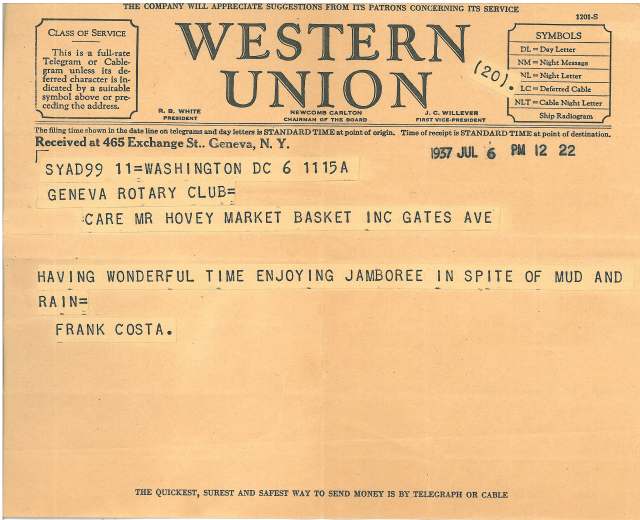 THE COMPANY WILL APPRECIATE SUGGESTIONS FROM ITS PATRONS CONCERNING ITS SERVICE
1201-S
CLASS OF SERVICE
This is a full-rate
Telegram or Cable-
gram unless its de-
ferred character is in-
dicated by a suitable
symbol above or pre-
ceding the address.
WESTERN
UNION
(20).
R. B. WHITE
PRESIDENT
NEWCOMB CARLTON
CHAIRMAN OF THE BOARD
J. C. WILLEVER
FIRST VICE-PRESIDENT
SYMBOLS
DL = Day Letter
NM = Night Message
NL = Night Letter
LC = Deferred Cable
NLT = Cable Night Letter
Ship Radiogram
The filing time shown in the date line on telegrams and day letters is STANDARD TIME at point of origin. Time of receipt is STANDARD TIME at point of destination.
Received at 465 Exchange St.. Geneva, N. Y.
1937 JUL 6 PM 12 22
SYAD99 11=WASHINGTON DC 6 1115A
GENEVA ROTARY CLUB=
CARE MR HOVEY MARKET BASKET INC GATES AVE
HAVING WONDERFUL TIME ENJOYING JAMBOREE IN SPITE OF MUD AND
RAIN=
FRANK COSTA.
THE QUICKEST, SUREST AND SAFEST WAY TO SEND MONEY IS BY TELEGRAPH OR CABLE